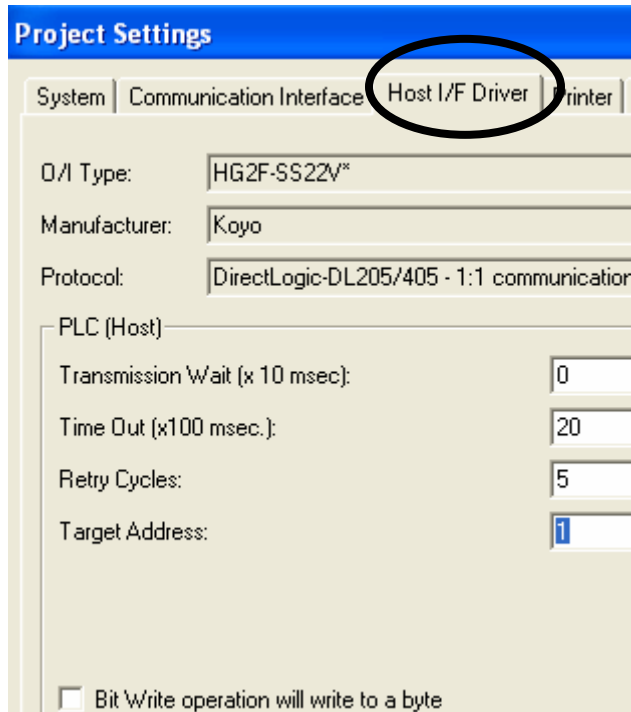 Project Settings
System Communication Interface Host I/F Driver Printer
O/I Type: HG2F-SS22V*
Manufacturer: Koyo
Protocol: DirectLogic-DL205/405 - 1:1 communication
PLC (Host)
Transmission Wait (x 10 msec): 0
Time Out (x100 msec.): 20
Retry Cycles: 5
Target Address: 1
Bit Write operation will write to a byte